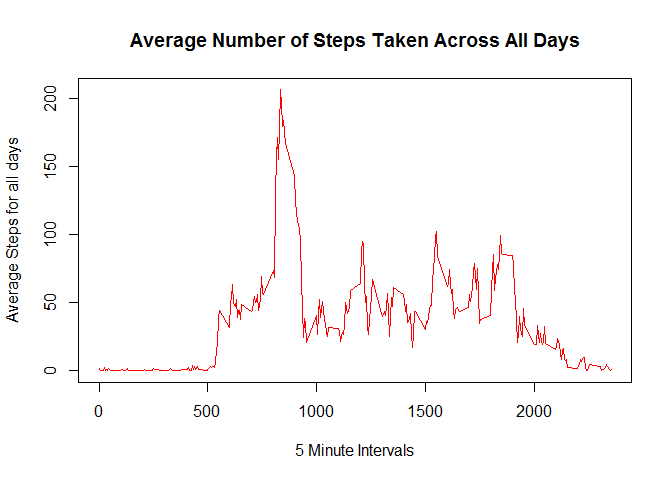 Average Number of Steps Taken Across All Days
Average Steps for all days
200
150
100
50
0
0 500 1000 1500 2000
5 Minute Intervals